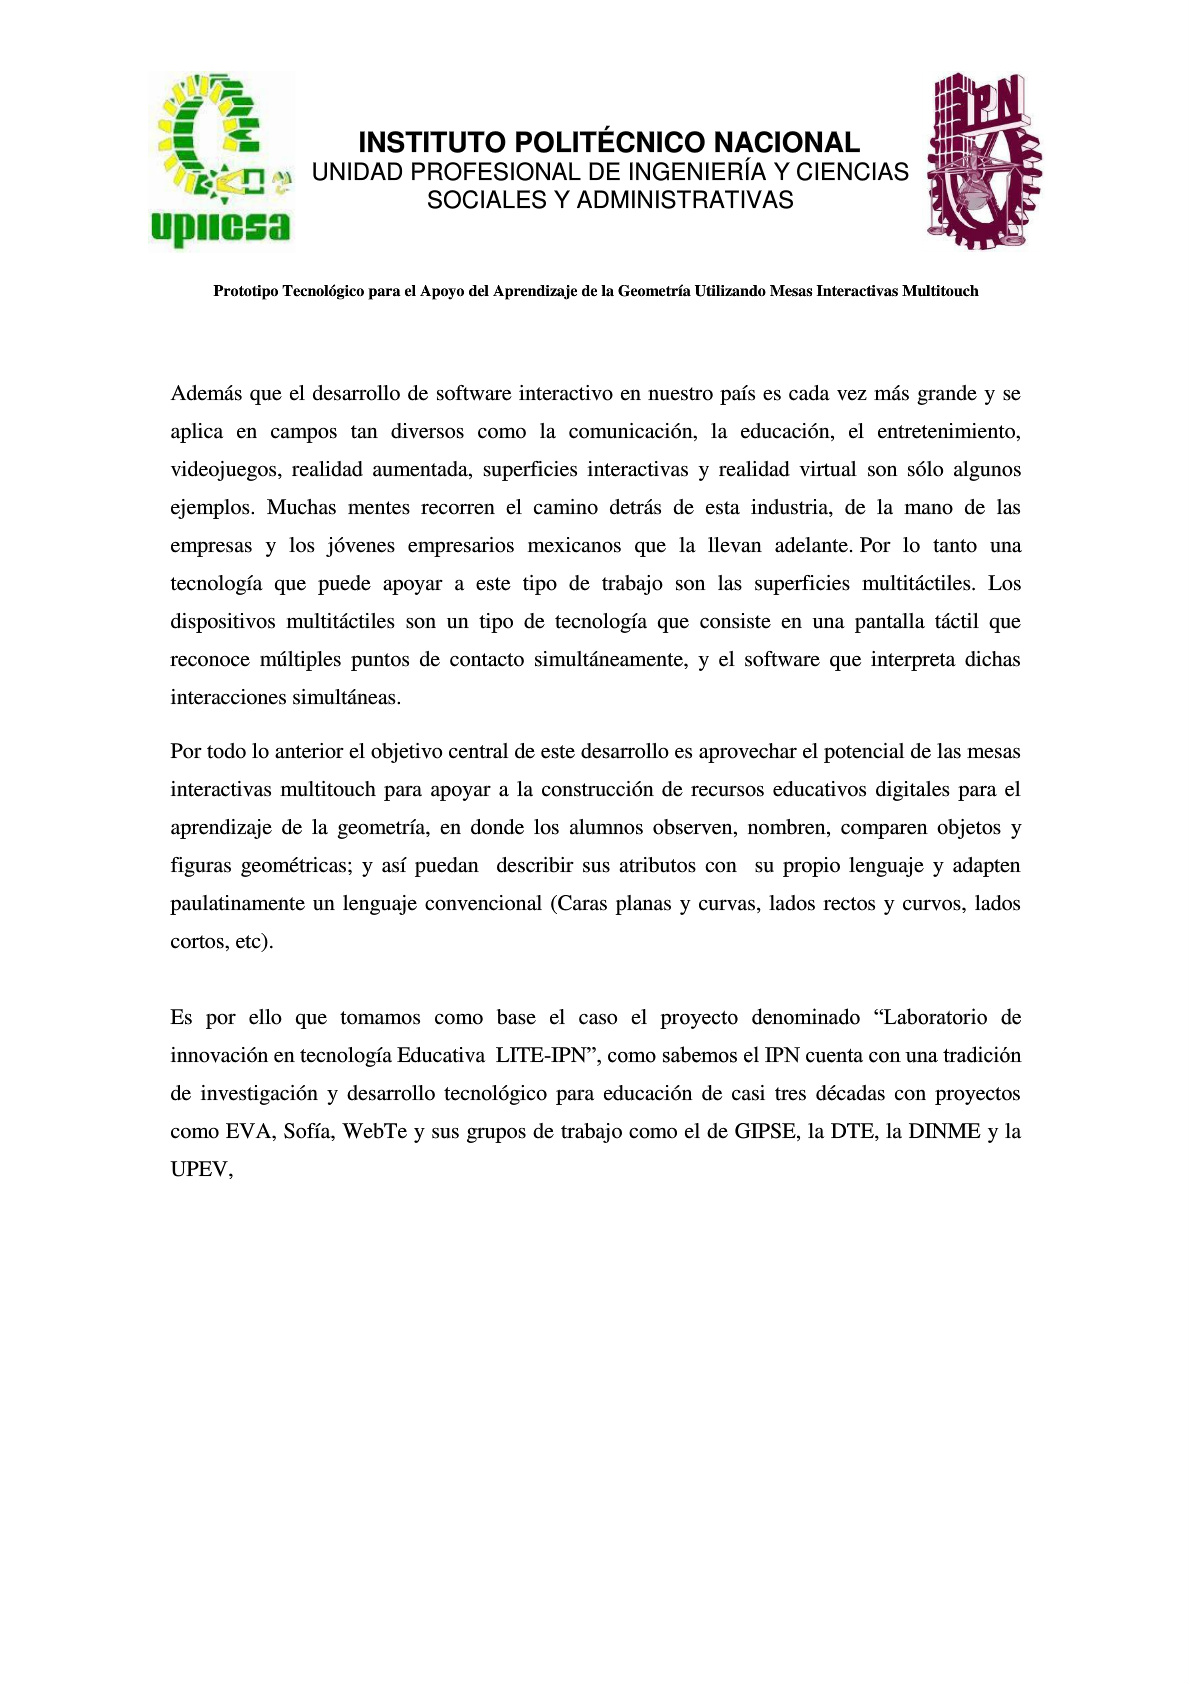 upiicsa
IPN
INSTITUTO POLITÉCNICO NACIONAL
UNIDAD PROFESIONAL DE INGENIERÍA Y CIENCIAS
SOCIALES Y ADMINISTRATIVAS
Prototipo Tecnológico para el Apoyo del Aprendizaje de la Geometría Utilizando Mesas Interactivas Multitouch
Además que el desarrollo de software interactivo en nuestro país es cada vez más grande y se
aplica en campos tan diversos como la comunicación, la educación, el entretenimiento,
videojuegos, realidad aumentada, superficies interactivas y realidad virtual son sólo algunos
ejemplos. Muchas mentes recorren el camino detrás de esta industria, de la mano de las
empresas y los jóvenes empresarios mexicanos que la llevan adelante. Por lo tanto una
tecnología que puede apoyar a este tipo de trabajo son las superficies multitáctiles. Los
dispositivos multitáctiles son un tipo de tecnología que consiste en una pantalla táctil que
reconoce múltiples puntos de contacto simultáneamente, y el software que interpreta dichas
interacciones simultáneas.
Por todo lo anterior el objetivo central de este desarrollo es aprovechar el potencial de las mesas
interactivas multitouch para apoyar a la construcción de recursos educativos digitales para el
aprendizaje de la geometría, en donde los alumnos observen, nombren, comparen objetos y
figuras geométricas; y así puedan  describir sus atributos con  su propio lenguaje y adapten
paulatinamente un lenguaje convencional (Caras planas y curvas, lados rectos y curvos, lados
cortos, etc).
Es por ello que tomamos como base el caso el proyecto denominado “Laboratorio de
innovación en tecnología Educativa  LITE-IPN”, como sabemos el IPN cuenta con una tradición
de investigación y desarrollo tecnológico para educación de casi tres décadas con proyectos
como EVA, Sofía, WebTe y sus grupos de trabajo como el de GIPSE, la DTE, la DINME y la
UPEV,